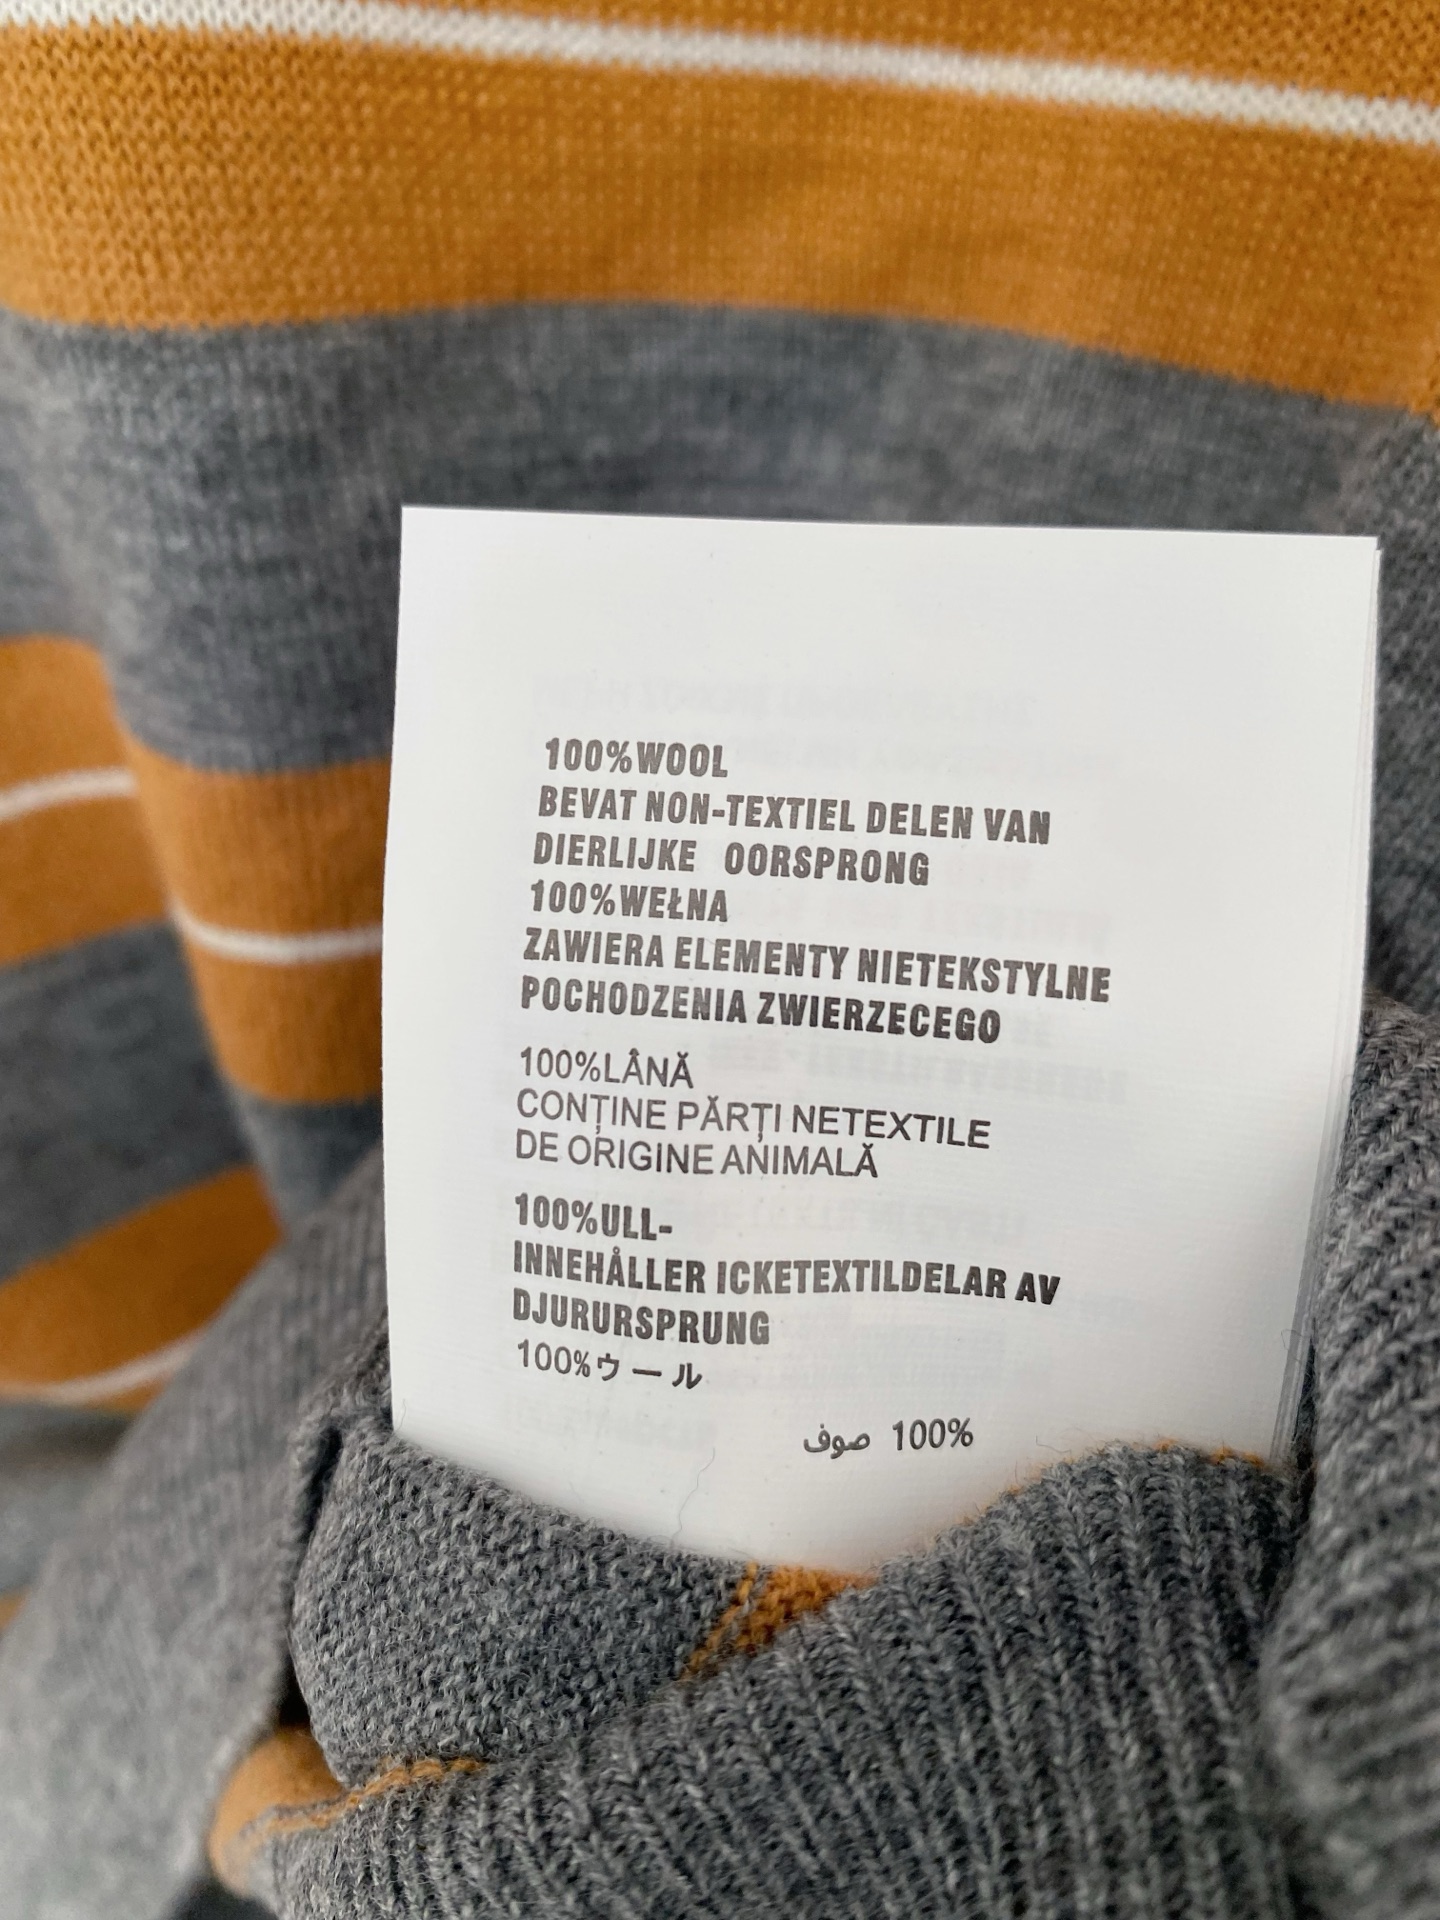 100%WOOL
BEVAT NON-TEXTIEL DELEN VAN
DIERLIJKE OORSPRONG
100%WEŁNA
ZAWIERA ELEMENTY NIETEKSTYLNE
POCHODZENIA ZWIERZECEGO
100%LÂNĂ
CONȚINE PĂRȚI NETEXTILE
DE ORIGINE ANIMALĂ
100%ULL-
INNEHÅLLER ICKETEXTILDELAR AV
DJURURSPRUNG
100%ウール
100% صوف